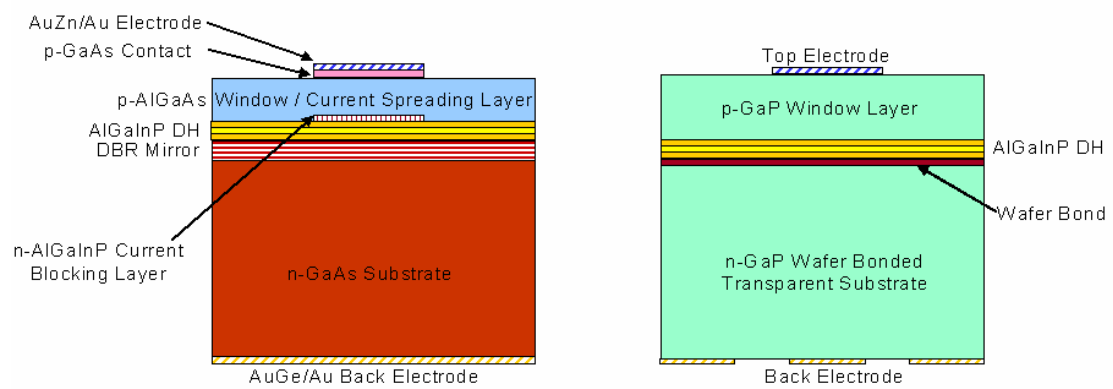 AuZn/Au Electrode
p-GaAs Contact
p-AlGaAs
Window / Current Spreading Layer
AlGaInP DH
DBR Mirror
n-AlGaInP Current
Blocking Layer
n-GaAs Substrate
AuGe/Au Back Electrode
Top Electrode
p-GaP Window Layer
AlGaInP DH
Wafer Bond
n-GaP Wafer Bonded
Transparent Substrate
Back Electrode